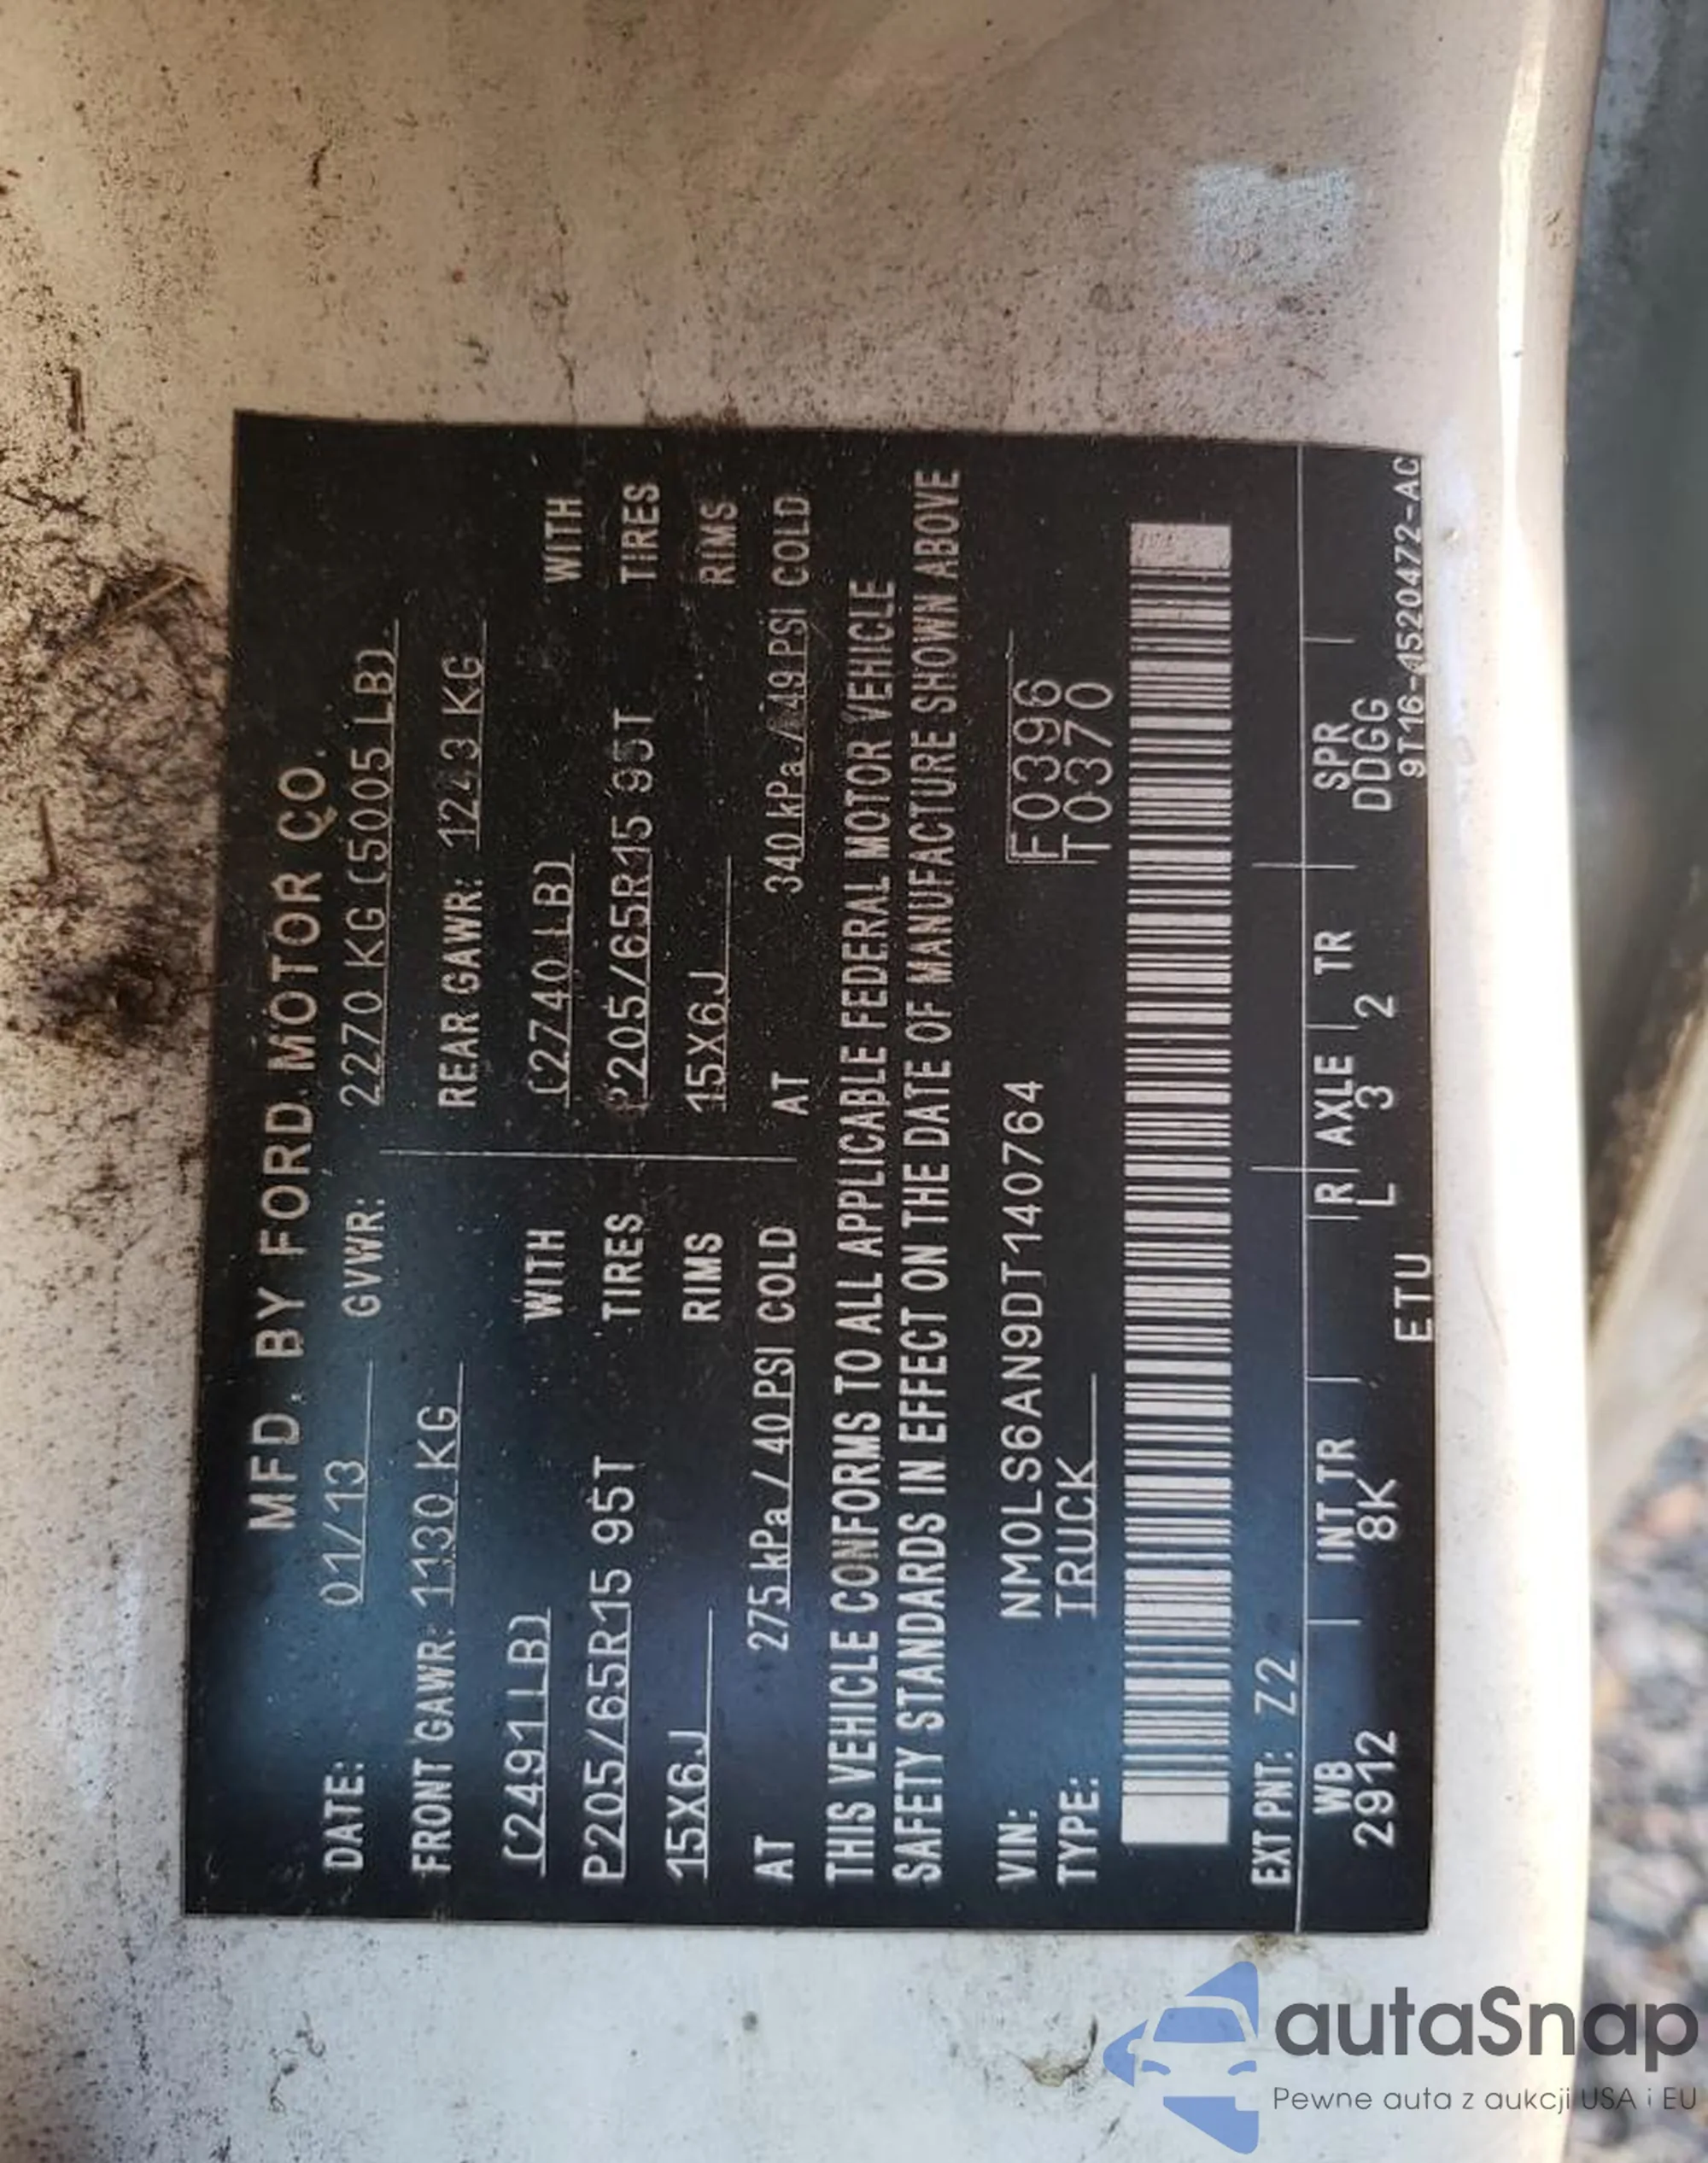 MFD. BY FORD MOTOR CO.
DATE: 01/13 GVWR: 2270 KG (5005 LB)
FRONT GAWR: 1130 KG REAR GAWR: 1243 KG
(2491 LB) WITH (2740 LB) WITH
P205/65R15 95T TIRES P205/65R15 95T TIRES
15X6J RIMS 15X6J RIMS
AT 275 kPa / 40 PSI COLD AT 340 kPa / 49 PSI COLD
THIS VEHICLE CONFORMS TO ALL APPLICABLE FEDERAL MOTOR VEHICLE
SAFETY STANDARDS IN EFFECT ON THE DATE OF MANUFACTURE SHOWN ABOVE
VIN: NM0LS6AN9DT140764 F0396
TYPE: TRUCK T0370
EXT PNT: Z2
WB INT TR R AXLE TR SPR
2912 8K L 3 2 DDGG
ETU 9T16-1520472-AC
autaSnap
Pewne auta z aukcji USA i EU